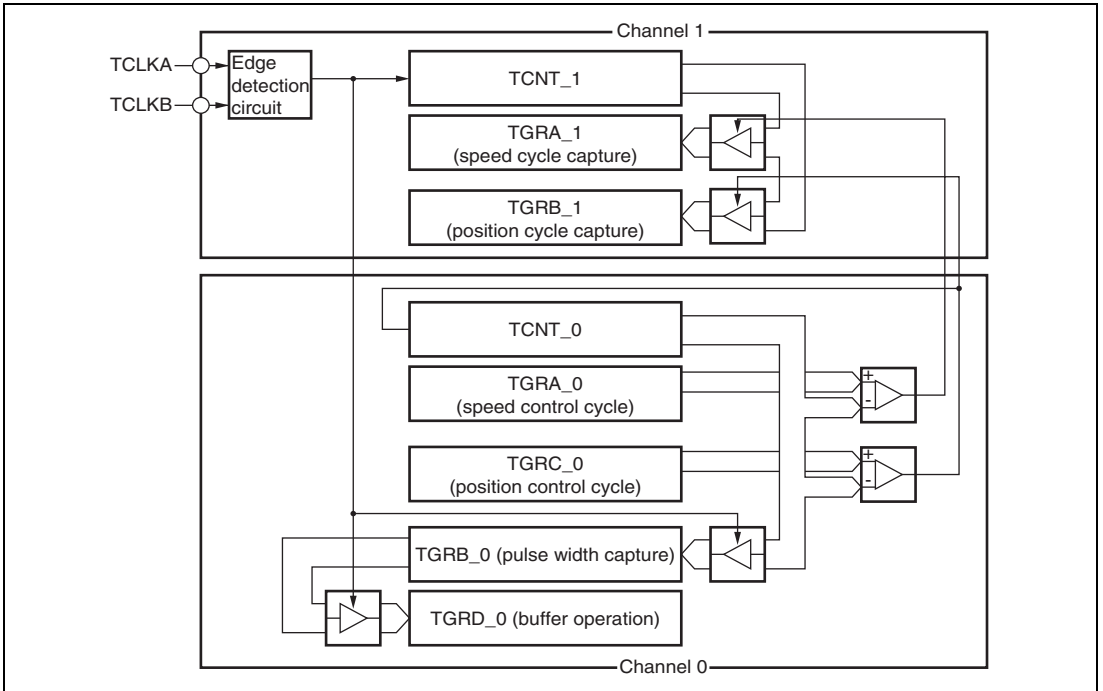 Channel 1
TCLKA
TCLKB
Edge
detection
circuit
TCNT_1
TGRA_1
(speed cycle capture)
TGRB_1
(position cycle capture)
TCNT_0
TGRA_0
(speed control cycle)
+
-
TGRC_0
(position control cycle)
+
-
TGRB_0 (pulse width capture)
TGRD_0 (buffer operation)
Channel 0